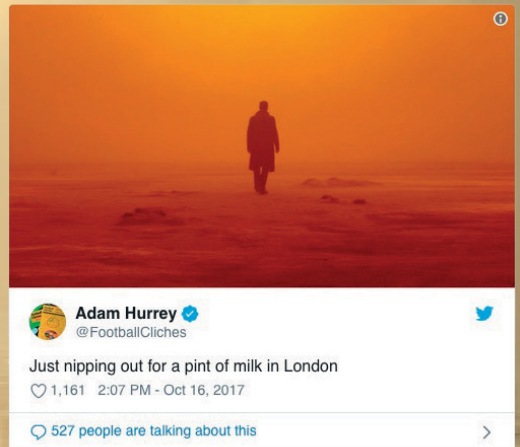 Adam Hurrey
@FootballCliches
Just nipping out for a pint of milk in London
1,161 2:07 PM - Oct 16, 2017
527 people are talking about this